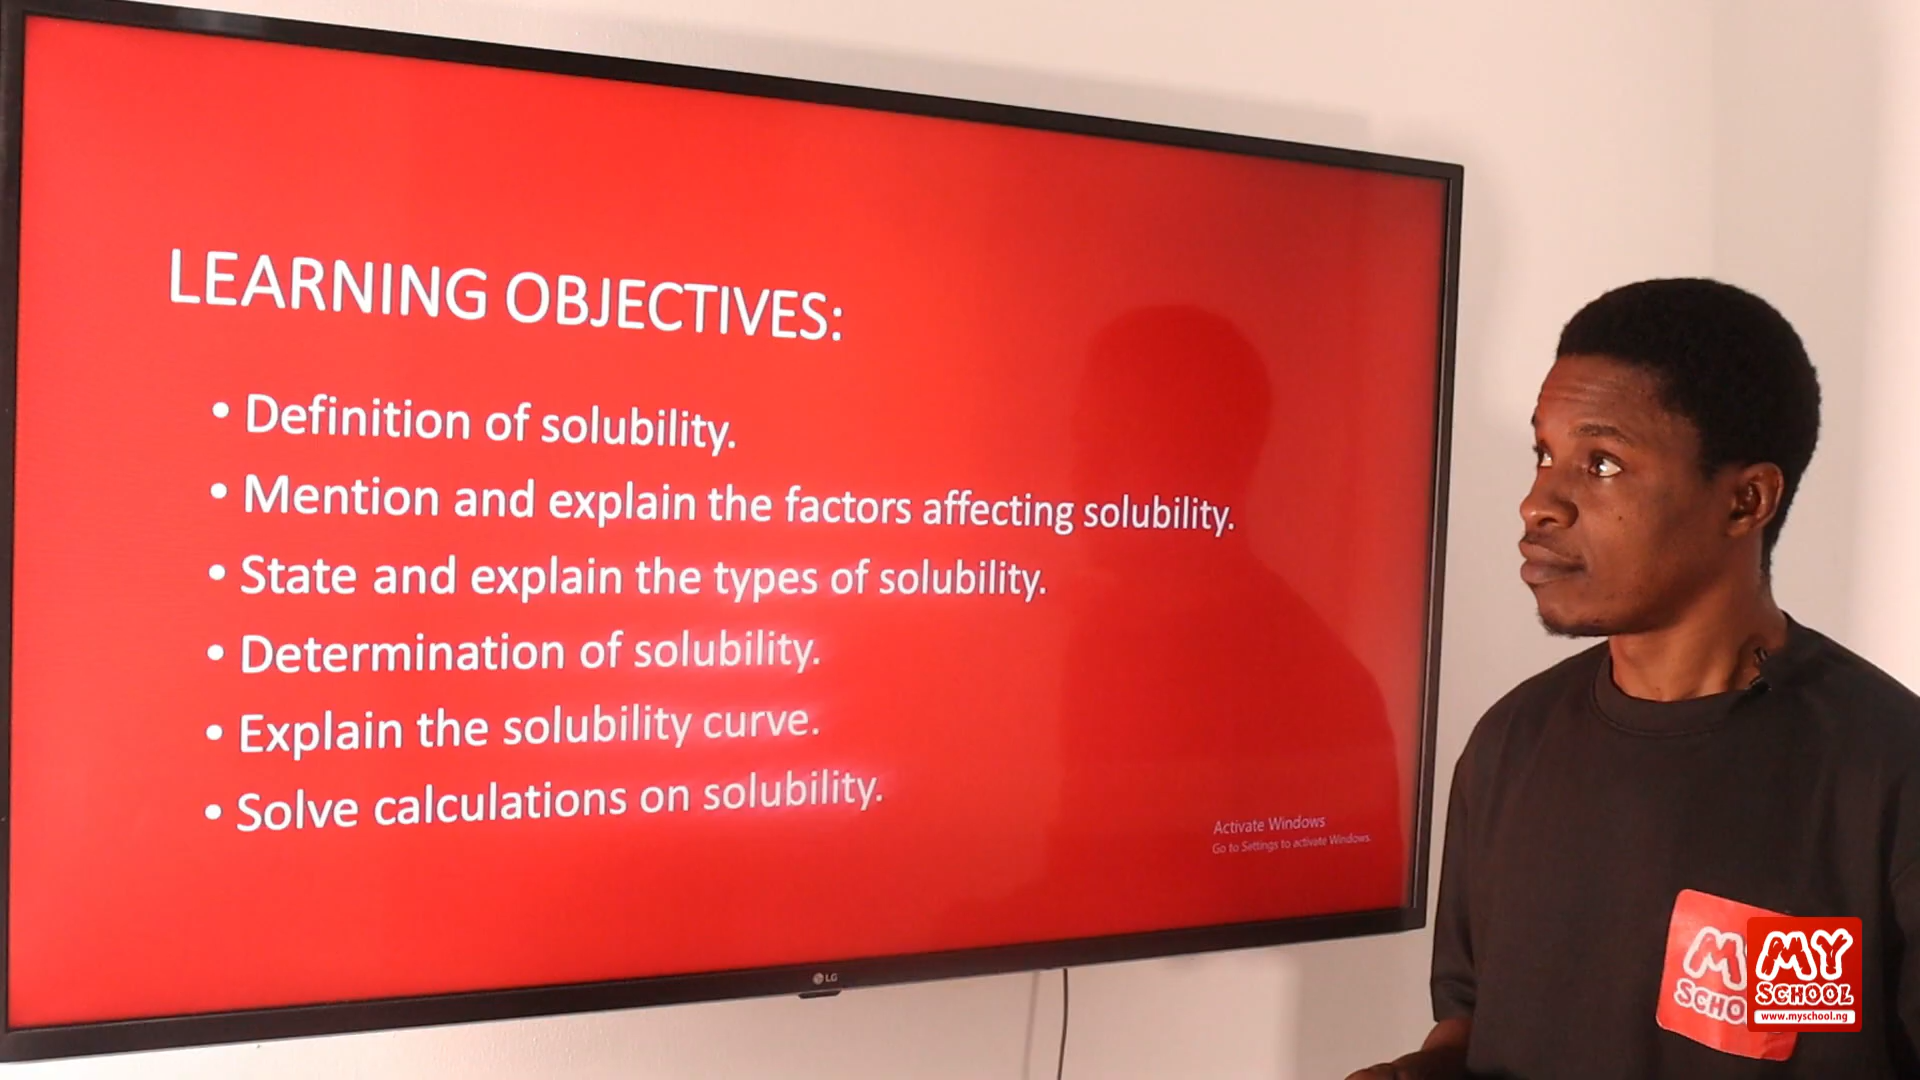 LEARNING OBJECTIVES:
• Definition of solubility.
• Mention and explain the factors affecting solubility.
• State and explain the types of solubility.
• Determination of solubility.
• Explain the solubility curve.
• Solve calculations on solubility.
Activate Windows
Go to Settings to activate Windows.
LG
MY
SCHOOL
www.myschool.ng